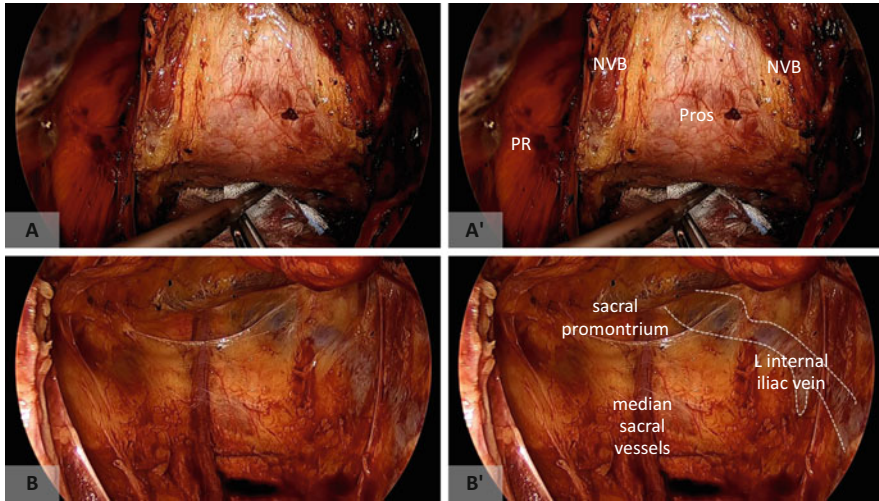 A
NVB
NVB
Pros
PR
A'
B
sacral
promontrium
L internal
iliac vein
median
sacral
vessels
B'